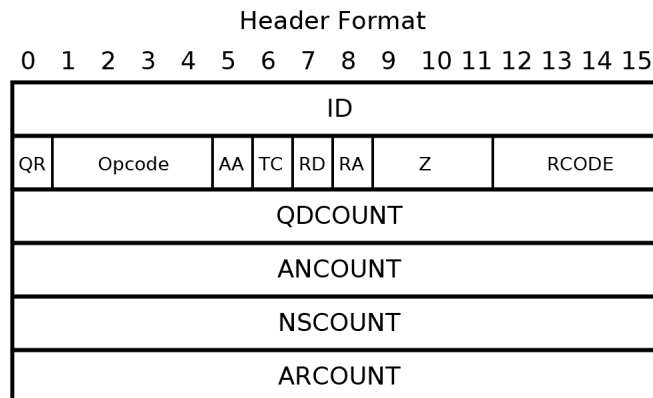 Header Format
0 1 2 3 4 5 6 7 8 9 10 11 12 13 14 15
ID
QR Opcode AA TC RD RA Z RCODE
QDCOUNT
ANCOUNT
NSCOUNT
ARCOUNT